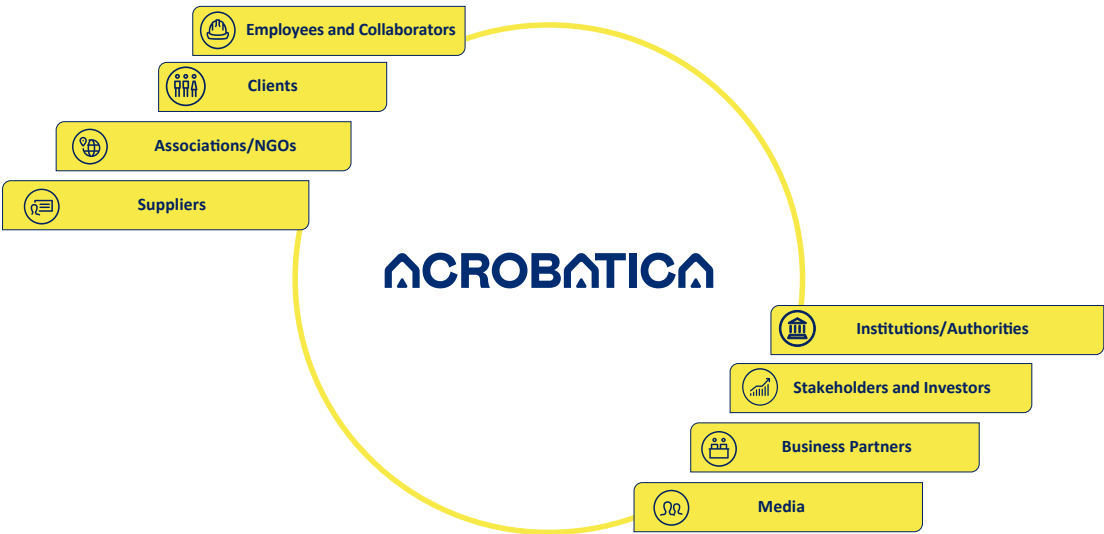 Employees and Collaborators
Clients
Associations/NGOs
Suppliers
ACROBATICA
Institutions/Authorities
Stakeholders and Investors
Business Partners
Media